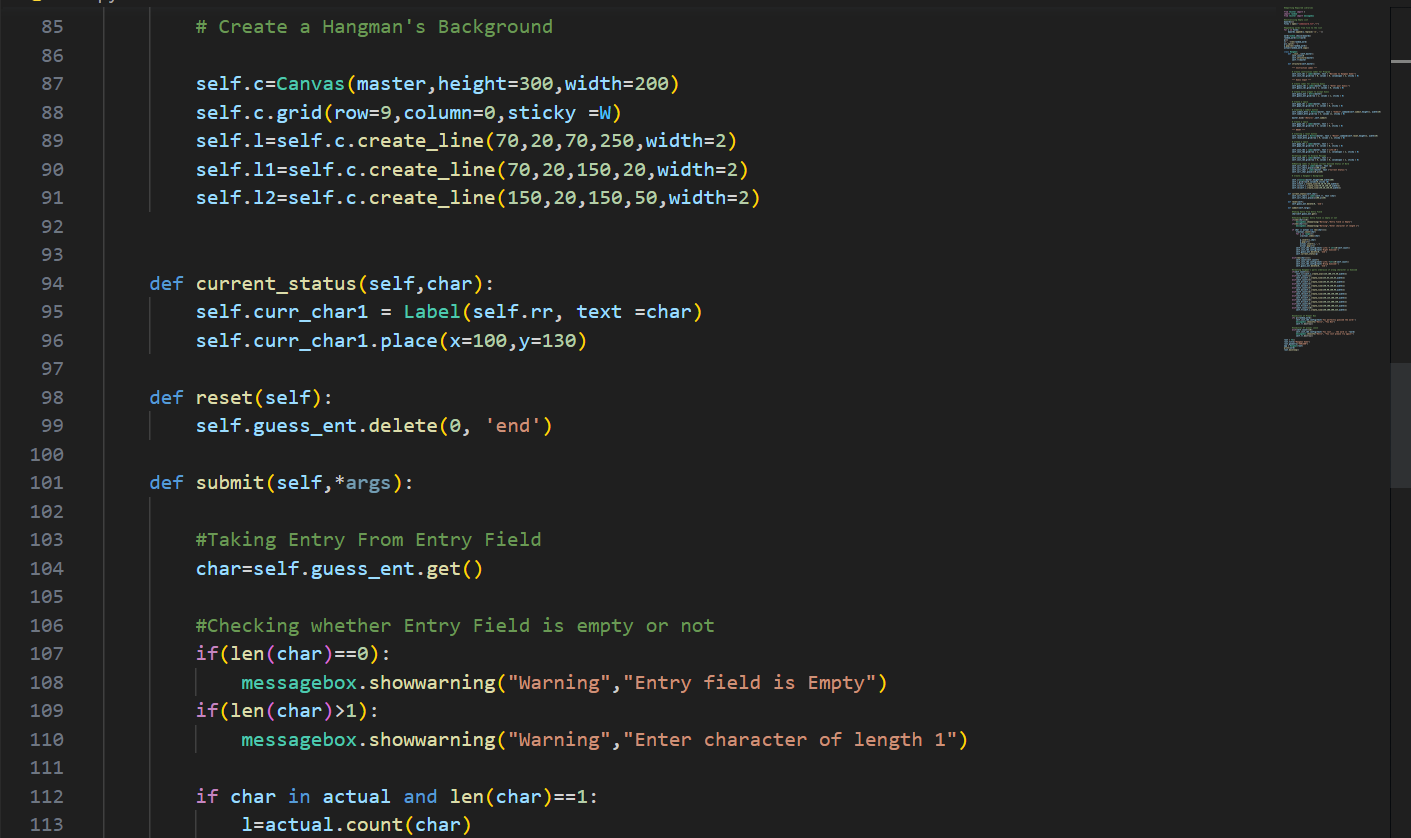 85 # Create a Hangman's Background
86
87 self.c=Canvas(master,height=300,width=200)
88 self.c.grid(row=9,column=0,sticky =W)
89 self.l=self.c.create_line(70,20,70,250,width=2)
90 self.l1=self.c.create_line(70,20,150,20,width=2)
91 self.l2=self.c.create_line(150,20,150,50,width=2)
92
93
94 def current_status(self,char):
95 self.curr_char1 = Label(self.rr, text =char)
96 self.curr_char1.place(x=100,y=130)
97
98 def reset(self):
99 self.guess_ent.delete(0, 'end')
100
101 def submit(self,*args):
102
103 #Taking Entry From Entry Field
104 char=self.guess_ent.get()
105
106 #Checking whether Entry Field is empty or not
107 if(len(char)==0):
108 messagebox.showwarning("Warning","Entry field is Empty")
109 if(len(char)>1):
110 messagebox.showwarning("Warning","Enter character of length 1")
111
112 if char in actual and len(char)==1:
113 l=actual.count(char)